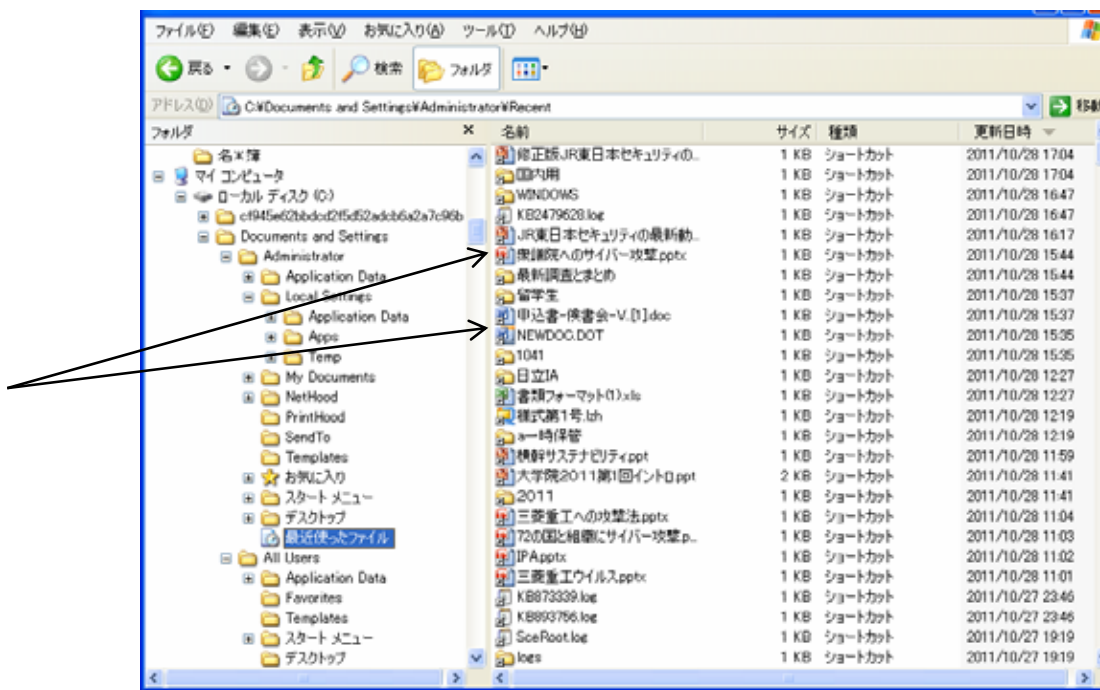 ファイル(F) 編集(E) 表示(V) お気に入り(A) ツール(T) ヘルプ(H)
戻る 検索 フォルダ
アドレス(D) C:¥Documents and Settings¥Administrator¥Recent 移動
フォルダ × 名前 サイズ 種類 更新日時
マイ コンピュータ
ローカル ディスク (C:)
Documents and Settings
Administrator
Application Data
Local Settings
Application Data
Apps
Temp
My Documents
NetHood
PrintHood
SendTo
Templates
お気に入り
スタート メニュー
デスクトップ
最近使ったファイル
All Users
Application Data
Favorites
Templates
スタート メニュー
デスクトップ
修正版JR東日本セキュリティの... 1 KB ショートカット 2011/10/28 17:04
国内用 1 KB ショートカット 2011/10/28 17:04
WINDOWS 1 KB ショートカット 2011/10/28 16:47
KB2479628.log 1 KB ショートカット 2011/10/28 16:47
JR東日本セキュリティの最新動... 1 KB ショートカット 2011/10/28 16:17
衆議院へのサイバー攻撃.pptx 1 KB ショートカット 2011/10/28 15:44
最新調査とまとめ 1 KB ショートカット 2011/10/28 15:44
留学生 1 KB ショートカット 2011/10/28 15:37
申込書-検書会-V.[1].doc 1 KB ショートカット 2011/10/28 15:37
NEWDOC.DOT 1 KB ショートカット 2011/10/28 15:35
1041 1 KB ショートカット 2011/10/28 15:35
日立IA 1 KB ショートカット 2011/10/28 12:27
書類フォーマット(1).xls 1 KB ショートカット 2011/10/28 12:27
様式第1号.lzh 1 KB ショートカット 2011/10/28 12:19
a一時保管 1 KB ショートカット 2011/10/28 12:19
横幹サステナビリティ.ppt 1 KB ショートカット 2011/10/28 11:59
大学院2011第1回イントロ.ppt 2 KB ショートカット 2011/10/28 11:41
2011 1 KB ショートカット 2011/10/28 11:41
三菱重工への攻撃法.pptx 1 KB ショートカット 2011/10/28 11:04
72の国と組織にサイバー攻撃.p... 1 KB ショートカット 2011/10/28 11:03
IPA.pptx 1 KB ショートカット 2011/10/28 11:02
三菱重工ウイルス.pptx 1 KB ショートカット 2011/10/28 11:01
KB873339.log 1 KB ショートカット 2011/10/27 23:46
KB893756.log 1 KB ショートカット 2011/10/27 23:46
SceRoot.log 1 KB ショートカット 2011/10/27 19:19
logs 1 KB ショートカット 2011/10/27 19:19